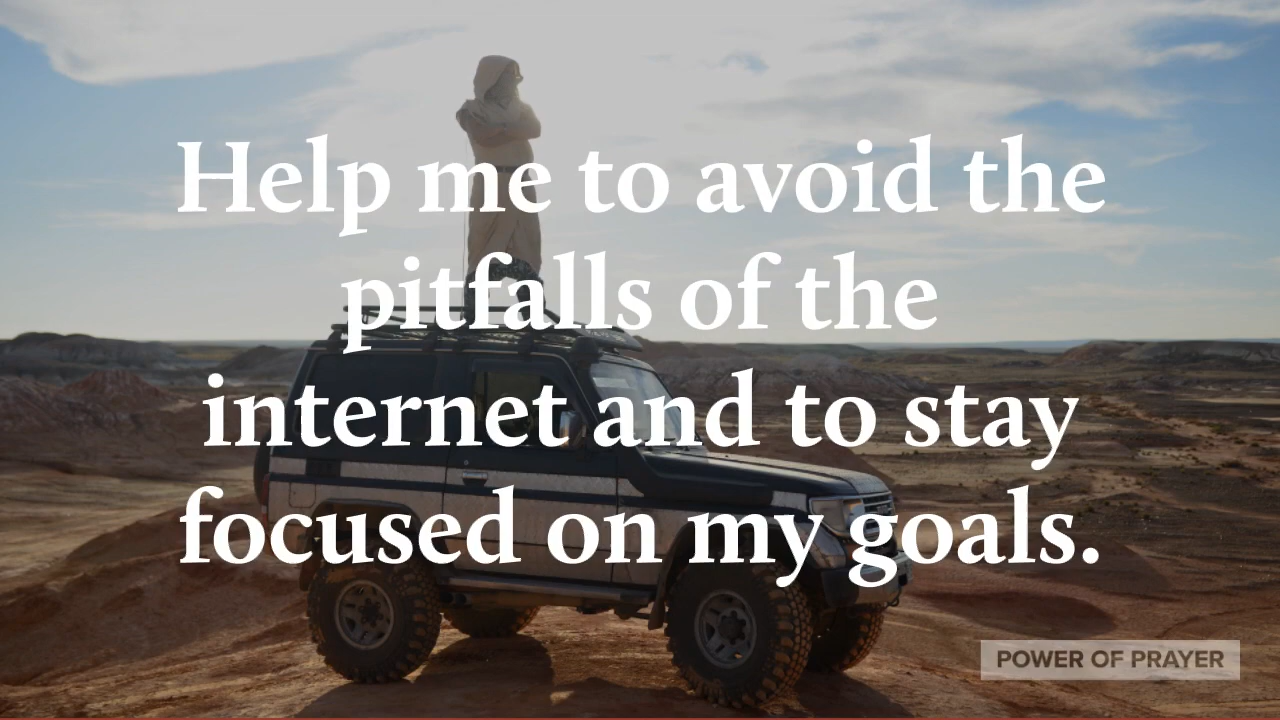 Help me to avoid the
pitfalls of the
internet and to stay
focused on my goals.
POWER OF PRAYER